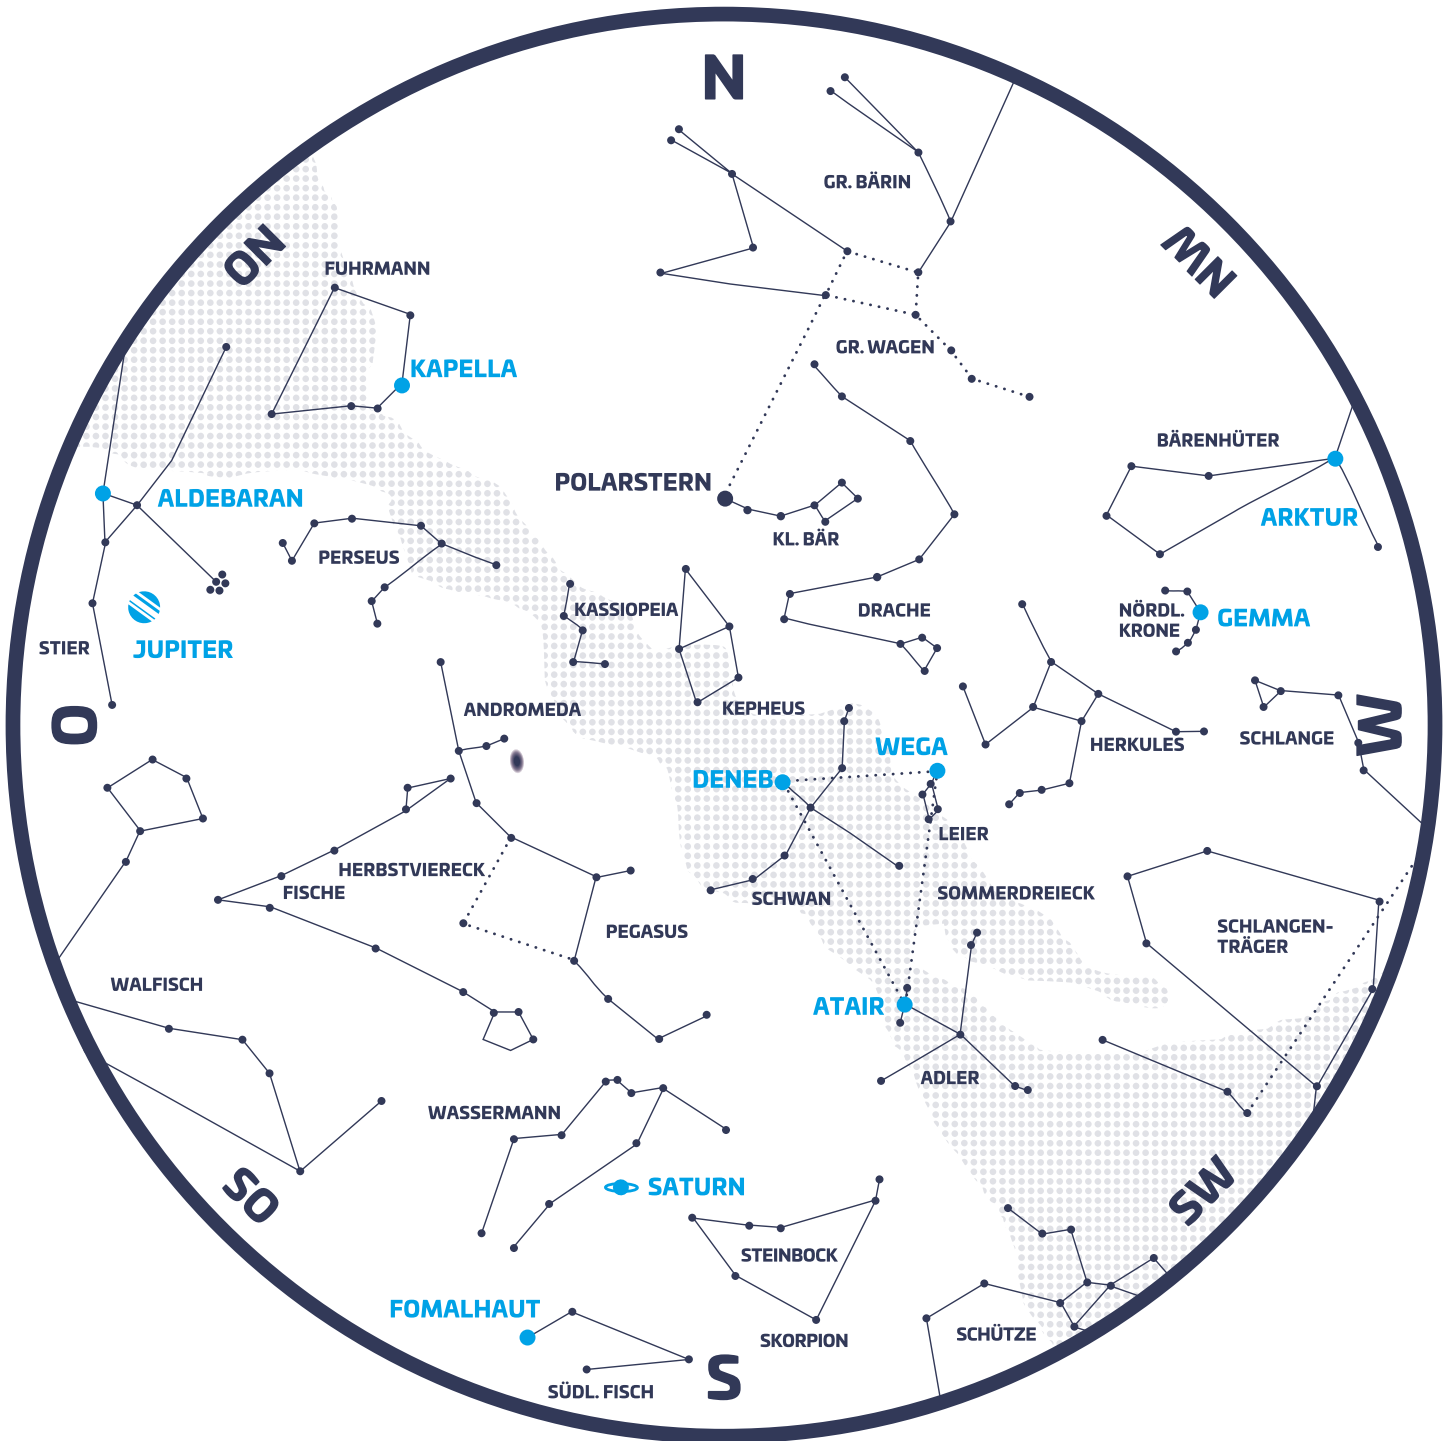 N
GR. BÄRIN
NO
NW
FUHRMANN
GR. WAGEN
KAPELLA
BÄRENHÜTER
POLARSTERN
ALDEBARAN
ARKTUR
KL. BÄR
PERSEUS
KASSIOPEIA
DRACHE
NÖRDL.
KRONE
GEMMA
STIER
JUPITER
ANDROMEDA
KEPHEUS
O
W
SCHLANGE
HERKULES
WEGA
DENEB
LEIER
HERBSTVIERECK
FISCHE
SCHWAN
SOMMERDREIECK
PEGASUS
SCHLANGEN-
TRÄGER
WALFISCH
ATAIR
ADLER
WASSERMANN
SO
SATURN
SW
STEINBOCK
FOMALHAUT
SKORPION
SCHÜTZE
S
SÜDL. FISCH